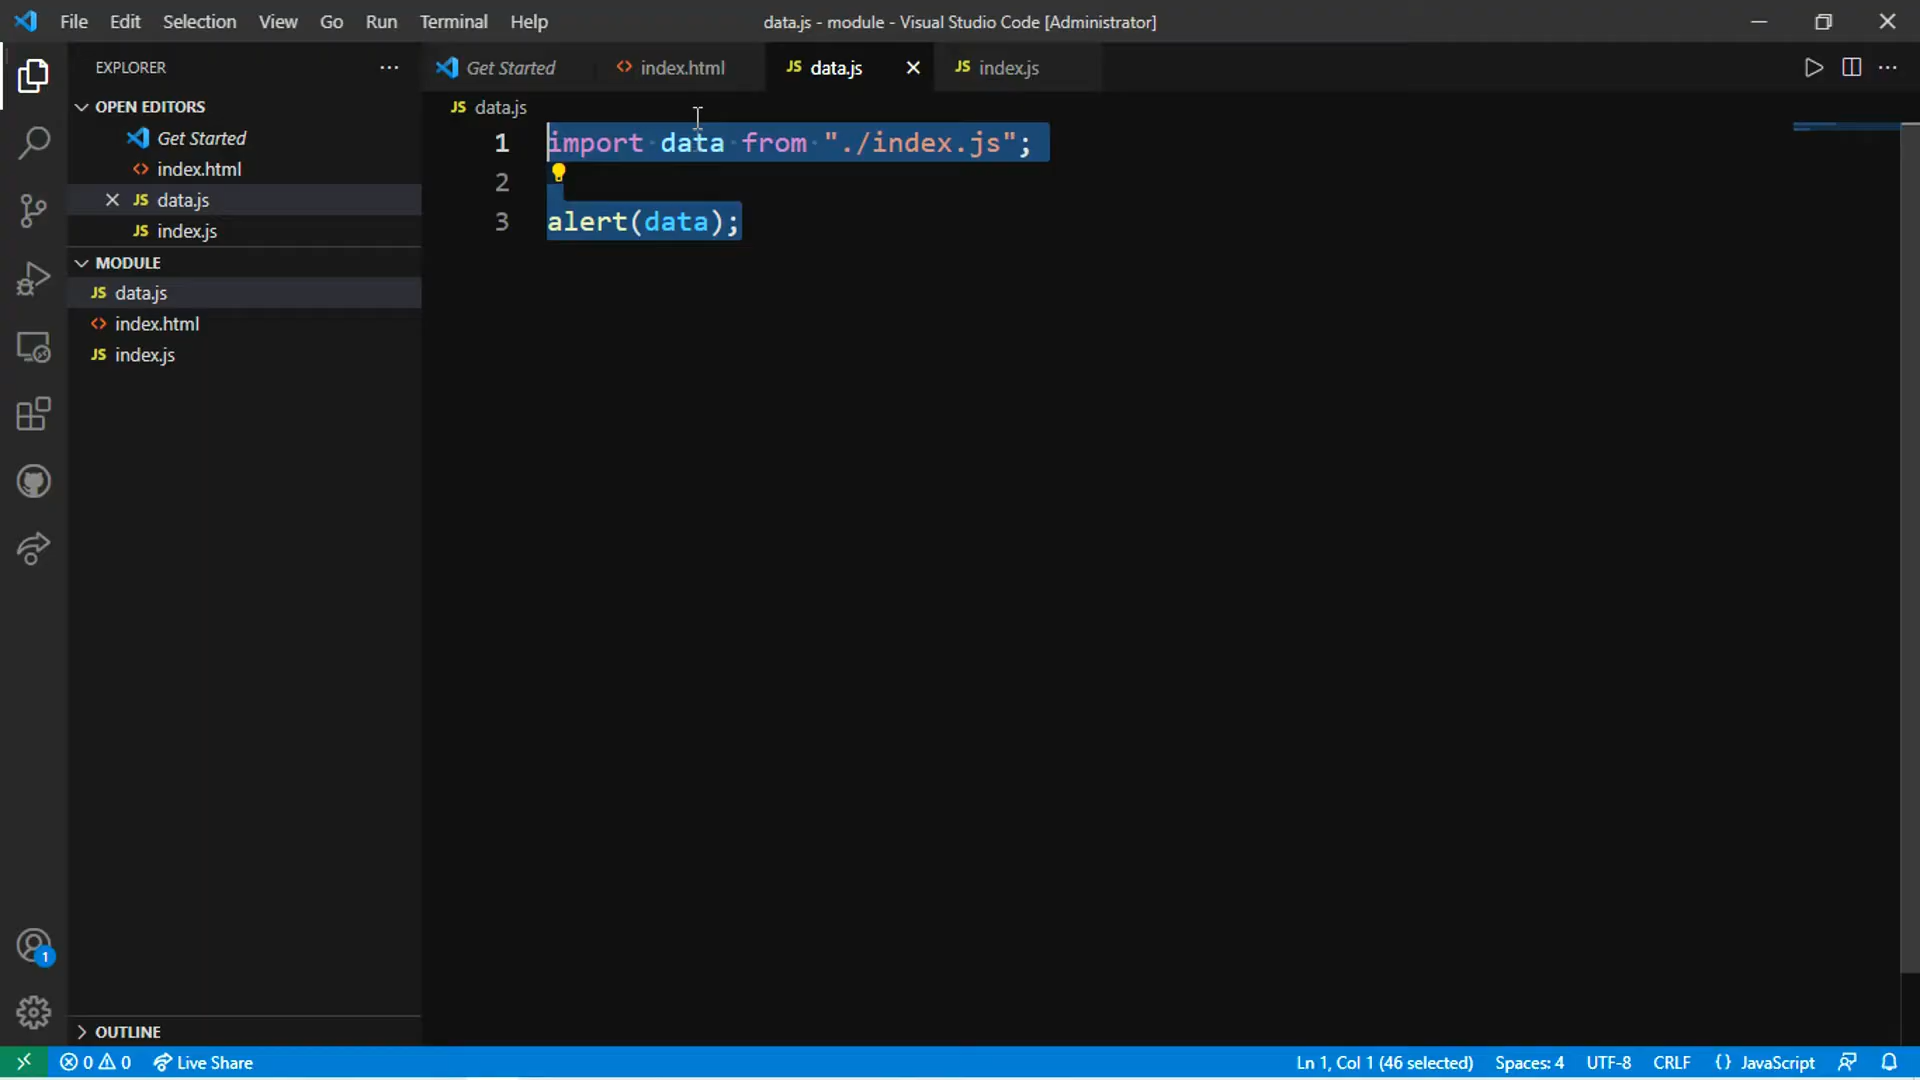 File Edit Selection View Go Run Terminal Help
data.js - module - Visual Studio Code [Administrator]
EXPLORER
Get Started
index.html
JS data.js
JS index.js
OPEN EDITORS
Get Started
index.html
JS data.js
JS index.js
MODULE
JS data.js
index.html
JS index.js
OUTLINE
JS data.js
1 import data from "./index.js";
2
3 alert(data);
1
0 0 Live Share
Ln 1, Col 1 (46 selected) Spaces: 4 UTF-8 CRLF {} JavaScript